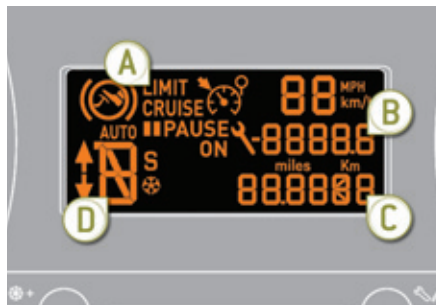 A
LIMIT
88 MPH
CRUISE
km/
B
AUTO PAUSE
-8888.8
ON
S
miles Km
88.8888
D
C